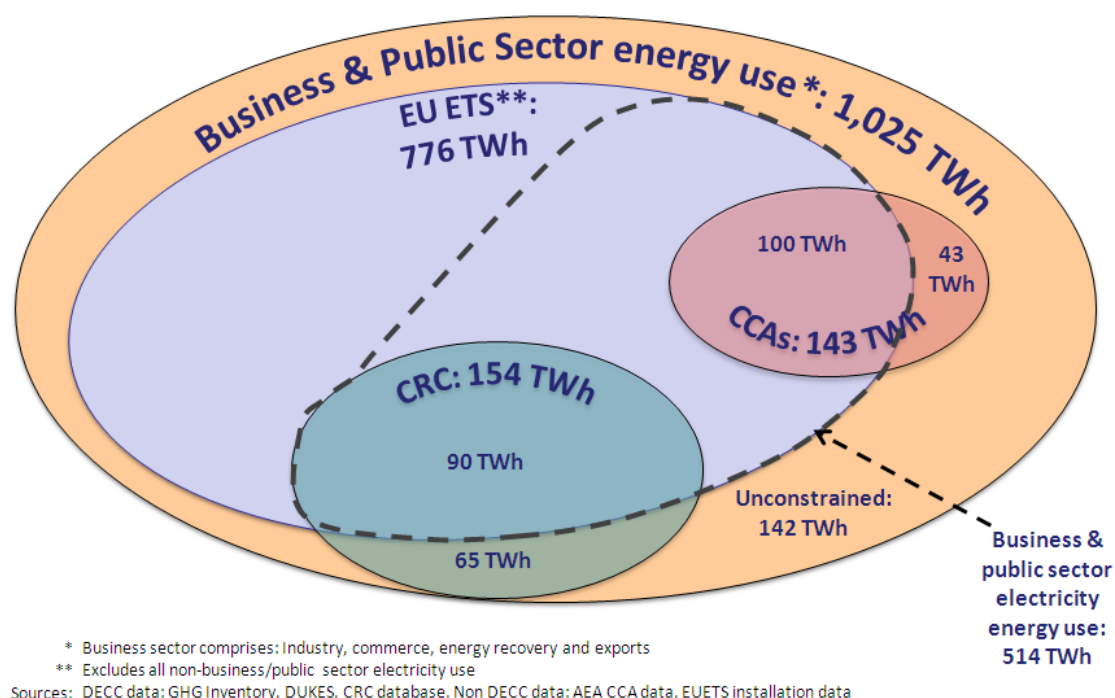 Business & Public Sector energy use *: 1,025 TWh
EU ETS**:
776 TWh
100 TWh
43
TWh
CCAs: 143 TWh
CRC: 154 TWh
90 TWh
65 TWh
Unconstrained:
142 TWh
Business &
public sector
electricity
energy use:
514 TWh
* Business sector comprises: Industry, commerce, energy recovery and exports
** Excludes all non-business/public sector electricity use
Sources: DECC data: GHG Inventory, DUKES, CRC database. Non DECC data: AEA CCA data, EUETS installation data